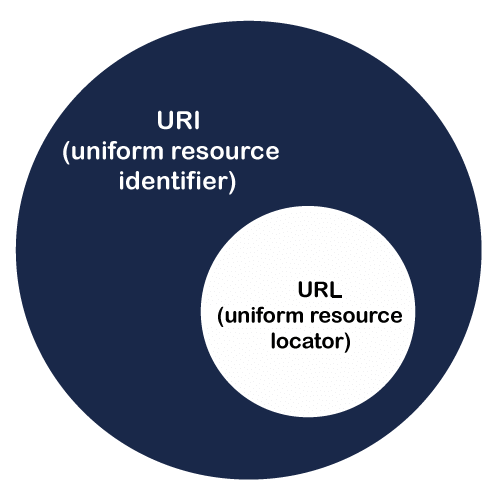 URI
(uniform resource
identifier)
URL
(uniform resource
locator)